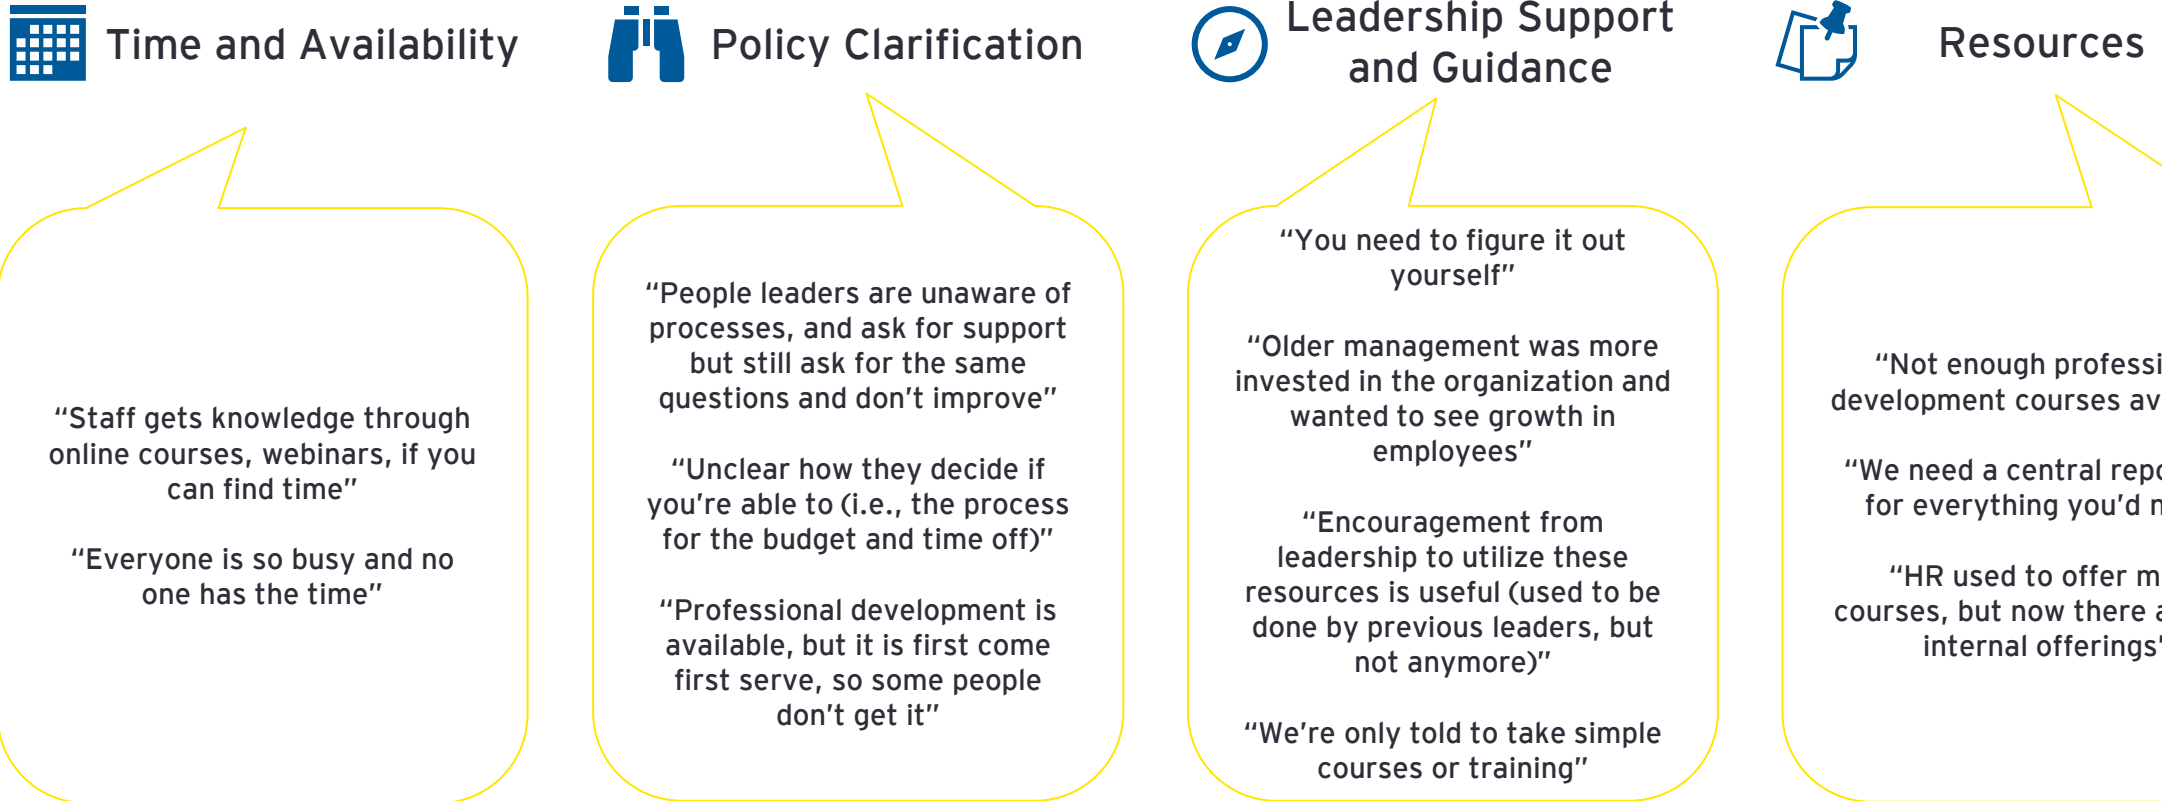 Time and Availability
“Staff gets knowledge through
online courses, webinars, if you
can find time”
“Everyone is so busy and no
one has the time”
Policy Clarification
“People leaders are unaware of
processes, and ask for support
but still ask for the same
questions and don’t improve”
“Unclear how they decide if
you’re able to (i.e., the process
for the budget and time off)”
“Professional development is
available, but it is first come
first serve, so some people
don’t get it”
Leadership Support
and Guidance
“You need to figure it out
yourself”
“Older management was more
invested in the organization and
wanted to see growth in
employees”
“Encouragement from
leadership to utilize these
resources is useful (used to be
done by previous leaders, but
not anymore)”
“We’re only told to take simple
courses or training”
Resources
“Not enough
development courses
“We need a central
for everything you’d
“HR used to offer
courses, but now there
internal offerings”